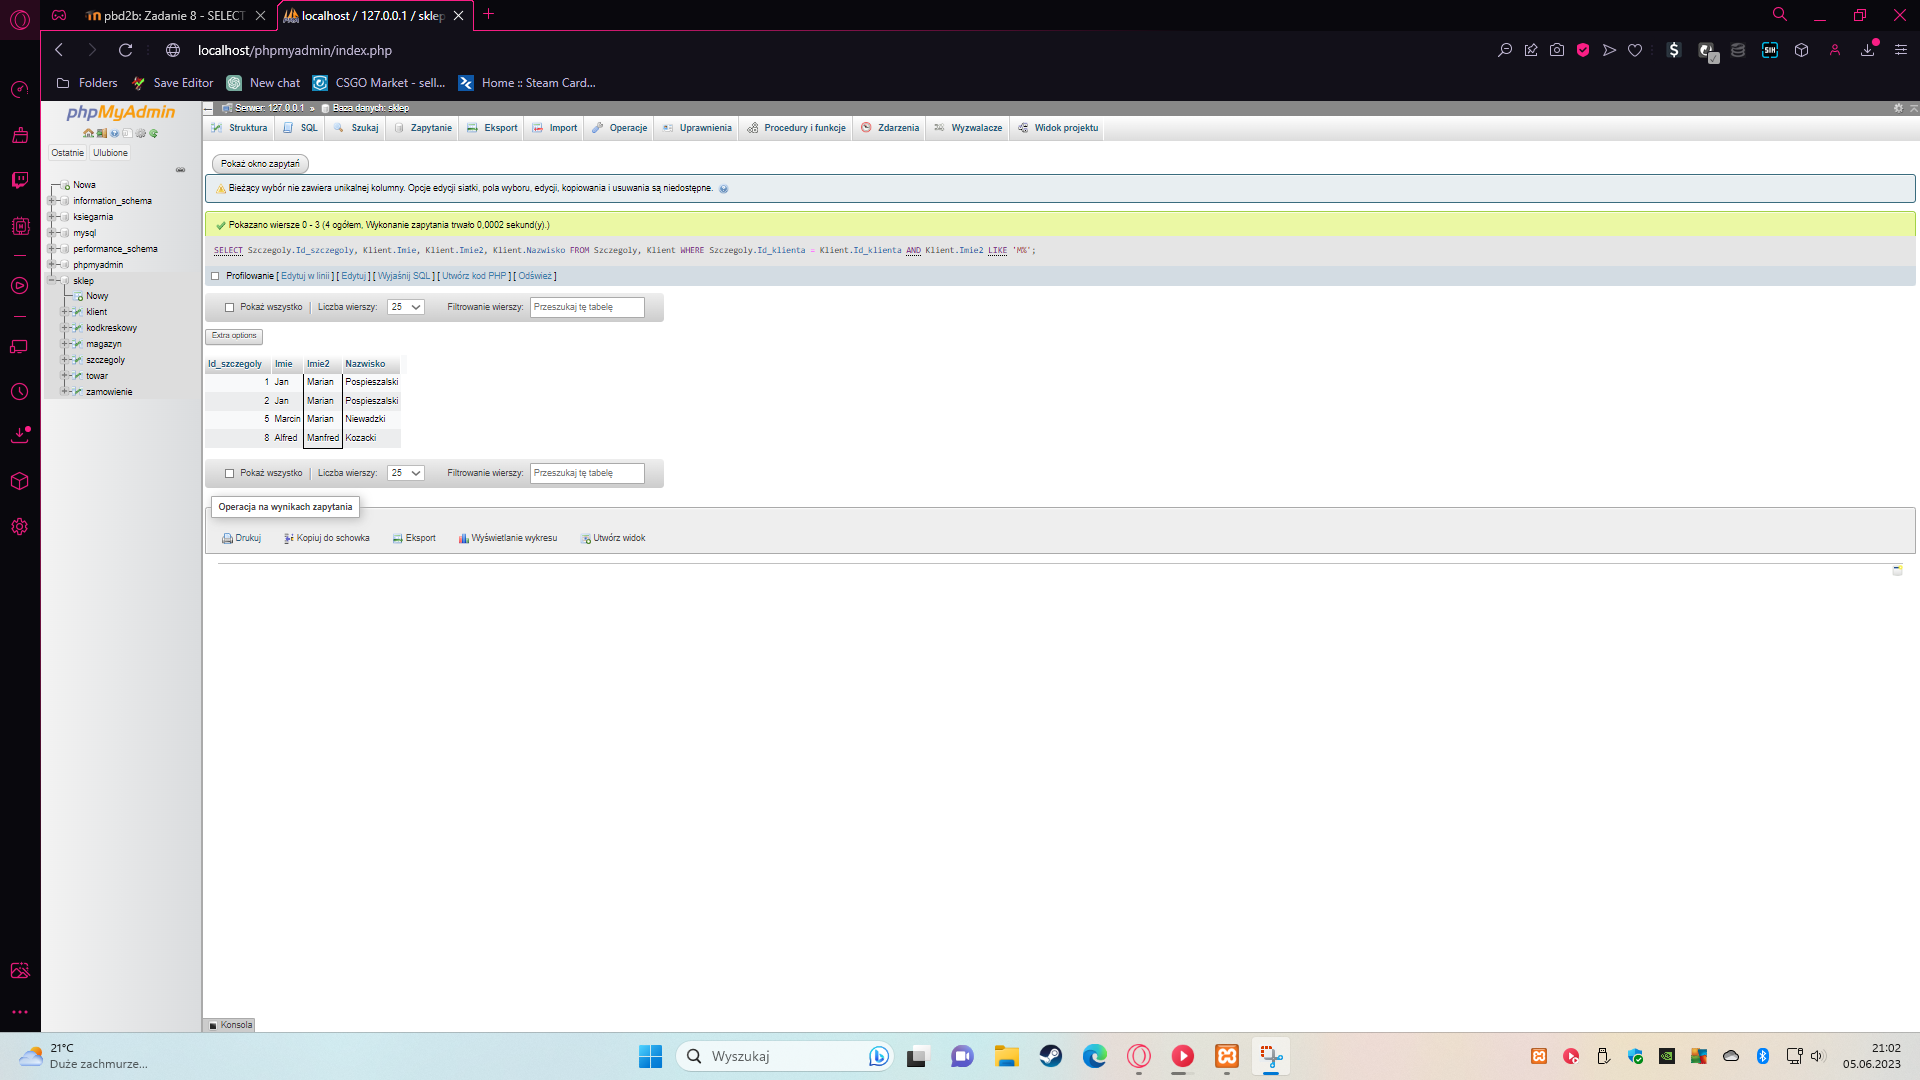 pbd2b: Zadanie 8 - SELECT
localhost / 127.0.0.1 / sklep
localhost/phpmyadmin/index.php
Folders
Save Editor
New chat
CSGO Market - sell...
Home :: Steam Card...
phpMyAdmin
Ostatnie
Ulubione
Nowa
information_schema
ksiegarnia
mysql
performance_schema
phpmyadmin
sklep
Nowy
klient
kodkreskowy
magazyn
szczegoly
towar
zamowienie
Serwer: 127.0.0.1 » Baza danych: sklep
Struktura
SQL
Szukaj
Zapytanie
Eksport
Import
Operacje
Uprawnienia
Procedury i funkcje
Zdarzenia
Wyzwalacze
Widok projektu
Pokaż okno zapytań
Bieżący wybór nie zawiera unikalnej kolumny. Opcje edycji siatki, pola wyboru, edycji, kopiowania i usuwania są niedostępne.
Pokazano wiersze 0 - 3 (4 ogółem, Wykonanie zapytania trwało 0,0002 sekund(y).)
SELECT Szczegoly.Id_szczegoly, Klient.Imie, Klient.Imie2, Klient.Nazwisko FROM Szczegoly, Klient WHERE Szczegoly.Id_klienta = Klient.Id_klienta AND Klient.Imie2 LIKE 'M%';
Profilowanie [ Edytuj w linii ] [ Edytuj ] [ Wyjaśnij SQL ] [ Utwórz kod PHP ] [ Odśwież ]
Pokaż wszystko | Liczba wierszy: 25 Filtrowanie wierszy: Przeszukaj tę tabelę
Extra options
Id_szczegoly Imie Imie2 Nazwisko
1 Jan Marian Pospieszalski
2 Jan Marian Pospieszalski
5 Marcin Marian Niewadzki
8 Alfred Manfred Kozacki
Pokaż wszystko | Liczba wierszy: 25 Filtrowanie wierszy: Przeszukaj tę tabelę
Operacja na wynikach zapytania
Drukuj
Kopiuj do schowka
Eksport
Wyświetlanie wykresu
Utwórz widok
Konsola
21°C
Duże zachmurze...
Wyszukaj
21:02
05.06.2023